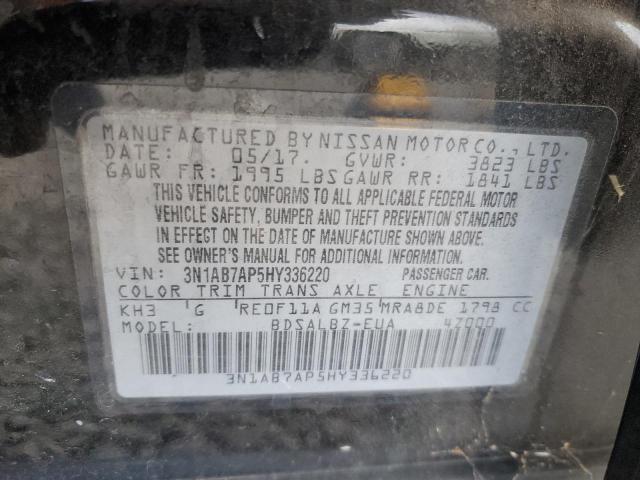 MANUFACTURED BY NISSAN MOTOR CO., LTD.
DATE: 05/17. GVWR: 3823 LBS
GAWR FR: 1995 LBS GAWR RR: 1841 LBS
THIS VEHICLE CONFORMS TO ALL APPLICABLE FEDERAL MOTOR
VEHICLE SAFETY, BUMPER AND THEFT PREVENTION STANDARDS
IN EFFECT ON THE DATE OF MANUFACTURE SHOWN ABOVE.
SEE OWNER'S MANUAL FOR ADDITIONAL INFORMATION.
VIN: 3N1AB7AP5HY336220 PASSENGER CAR.
COLOR TRIM TRANS AXLE ENGINE
KH3 G RE0F11A GM35 MRA8DE 1798 CC
MODEL: BDSALBZ-EUA 4Z000
3N1AB7AP5HY336220